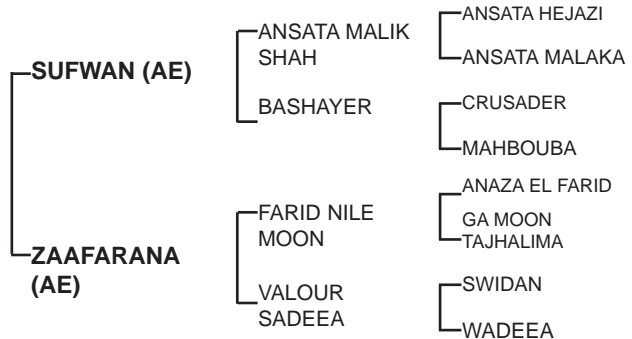 ANSATA HEJAZI
ANSATA MALIK
SHAH
ANSATA MALAKA
SUFWAN (AE)
BASHAYER
CRUSADER
MAHBOUBA
ANAZA EL FARID
FARID NILE
MOON
GA MOON
TAJHALIMA
ZAAFARANA
(AE)
VALOUR
SADEEA
SWIDAN
WADEEA